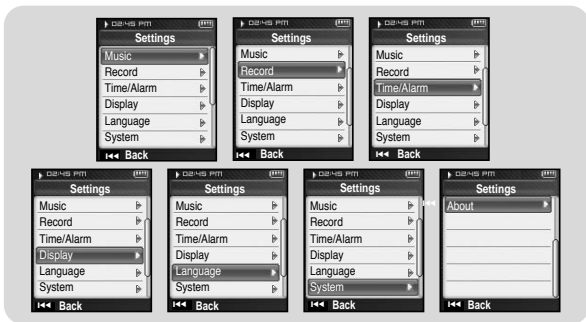 02:45 PM
Settings
Music
Record
Time/Alarm
Display
Language
System
Back
02:45 PM
Settings
Music
Record
Time/Alarm
Display
Language
System
Back
02:45 PM
Settings
Music
Record
Time/Alarm
Display
Language
System
Back
02:45 PM
Settings
Music
Record
Time/Alarm
Display
Language
System
Back
02:45 PM
Settings
Music
Record
Time/Alarm
Display
Language
System
Back
02:45 PM
Settings
Music
Record
Time/Alarm
Display
Language
System
Back
02:45 PM
Settings
About
Back